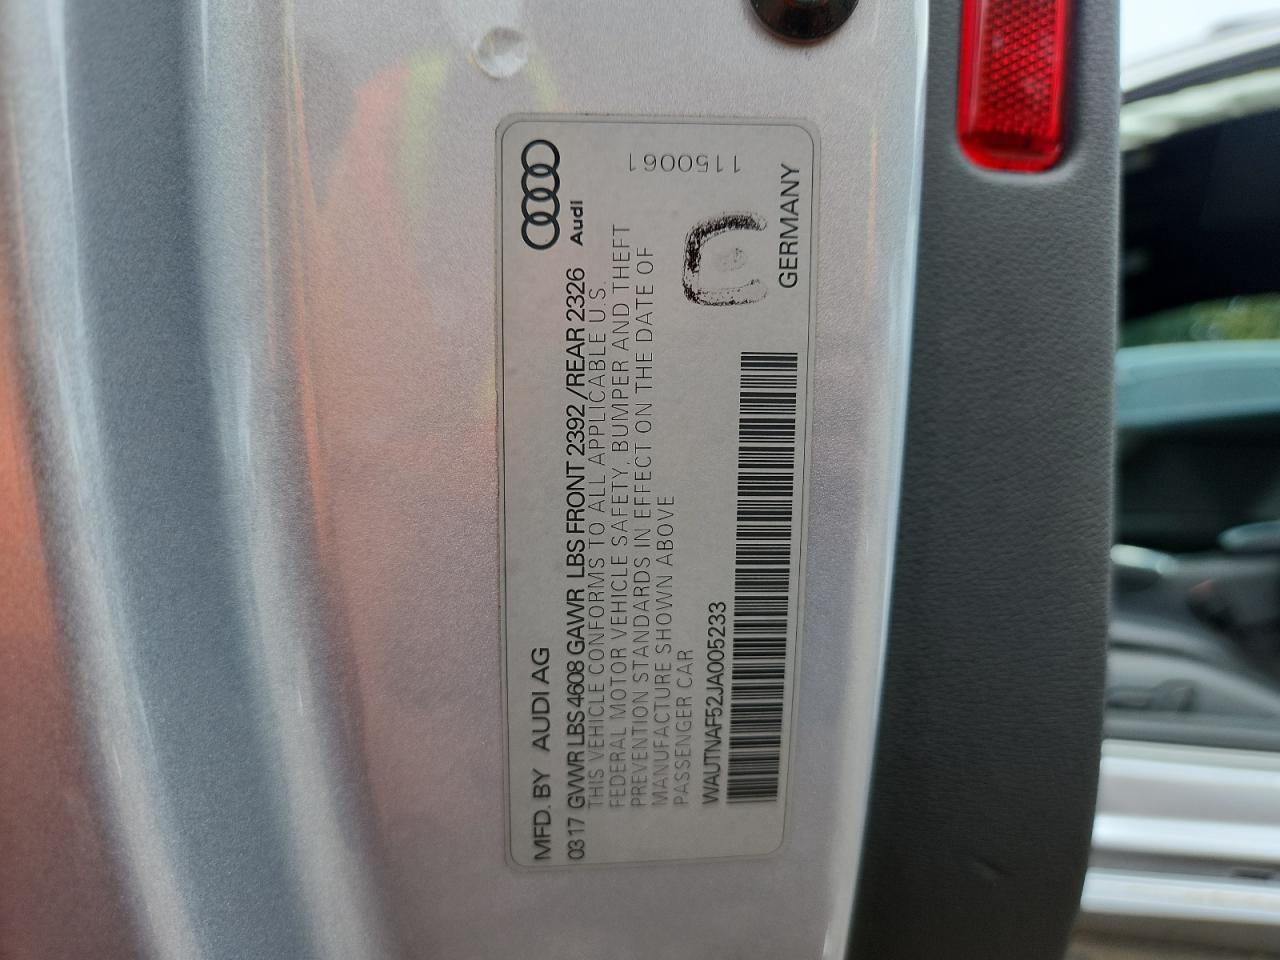 Audi
MFD. BY AUDI AG
0317 GVWR LBS 4608 GAWR LBS FRONT 2392/REAR 2326
THIS VEHICLE CONFORMS TO ALL APPLICABLE U.S.
FEDERAL MOTOR VEHICLE SAFETY, BUMPER AND THEFT
PREVENTION STANDARDS IN EFFECT ON THE DATE OF
MANUFACTURE SHOWN ABOVE
PASSENGER CAR
WAUTNAF52JA005233
GERMANY
1150061